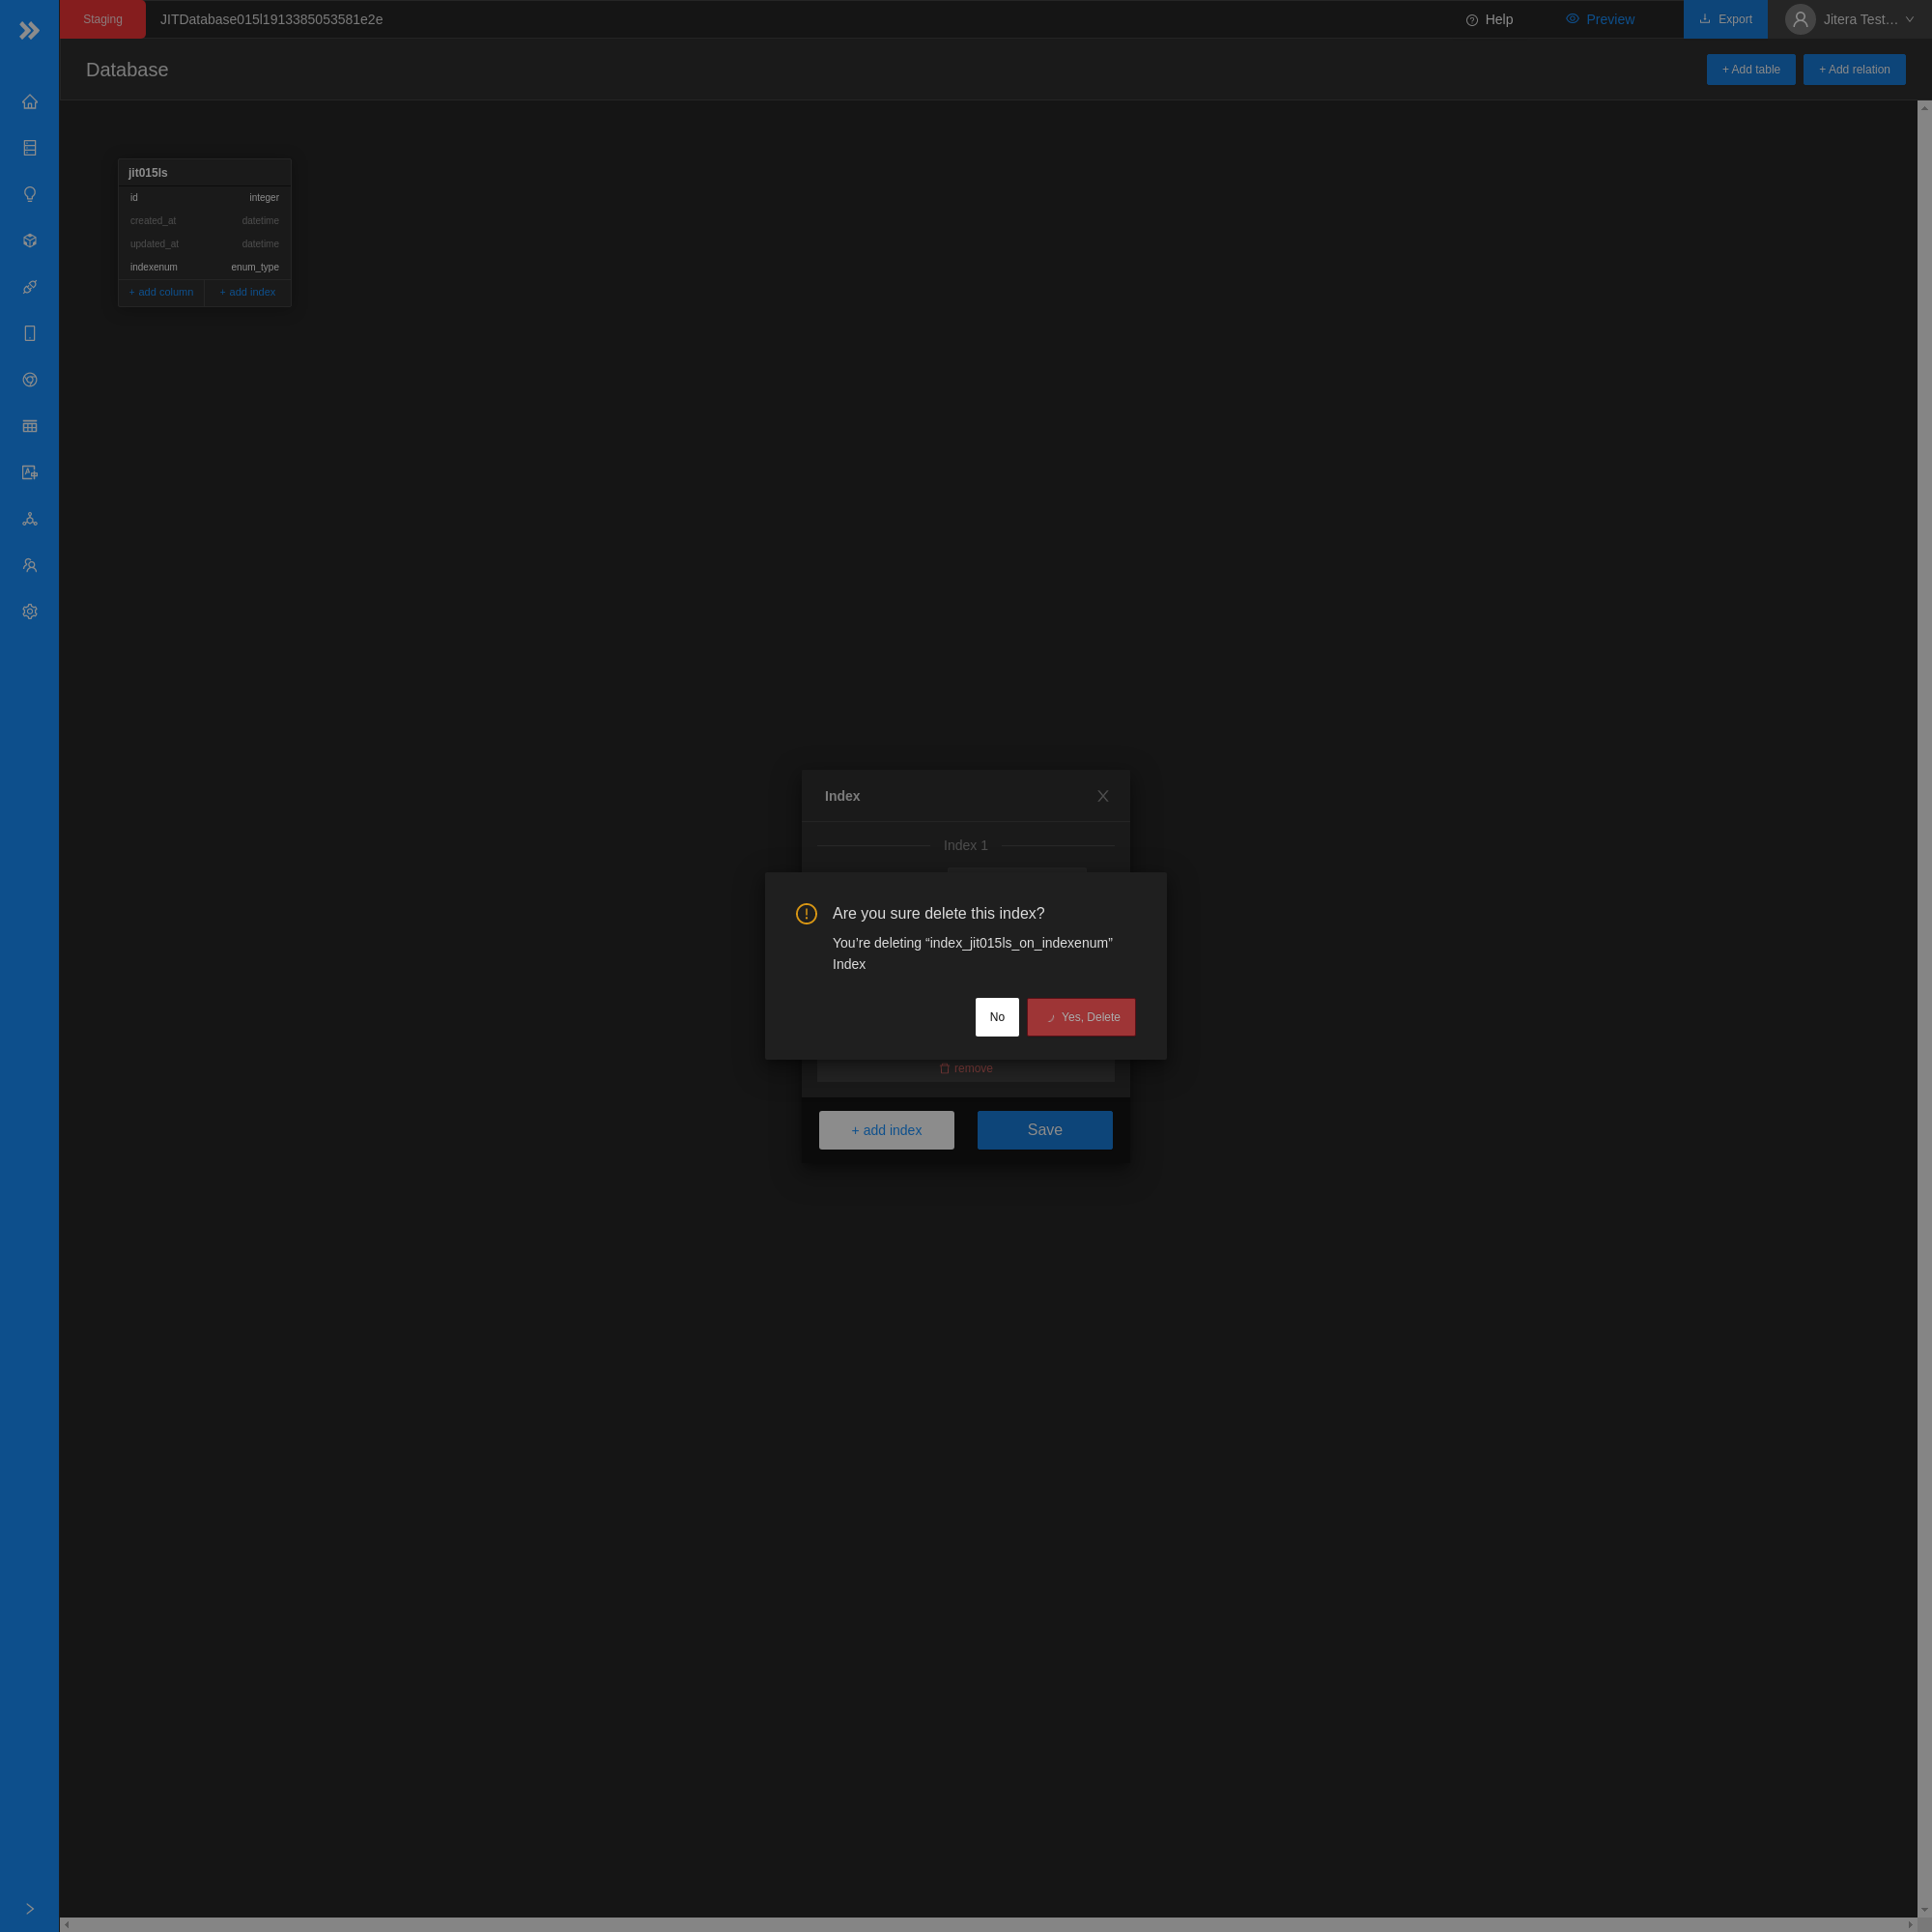 Staging
JITDatabase015l1913385053581e2e
Help
Preview
Export
Jitera Test…
Database
+ Add table
+ Add relation
jit015ls
id integer
created_at datetime
updated_at datetime
indexenum enum_type
+ add column
+ add index
Index
Index 1
Are you sure delete this index?
You’re deleting “index_jit015ls_on_indexenum”
Index
No
Yes, Delete
remove
+ add index
Save